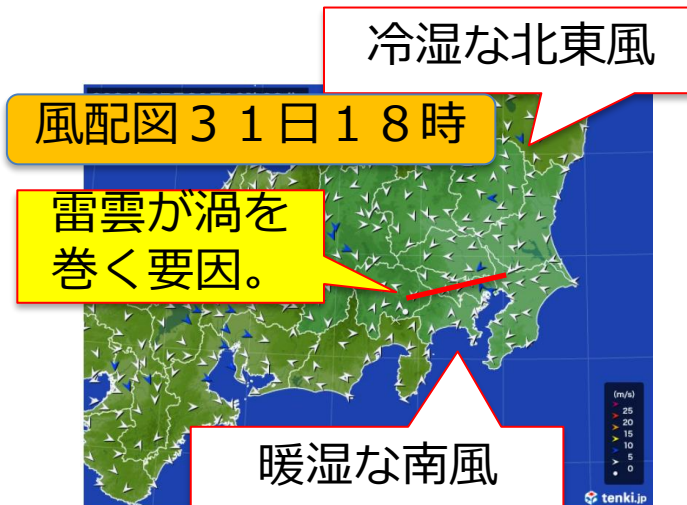 冷湿な北東風
風配図３１日１８時
雷雲が渦を
巻く要因。
暖湿な南風
(m/s)
25
20
15
10
5
0
tenki.jp